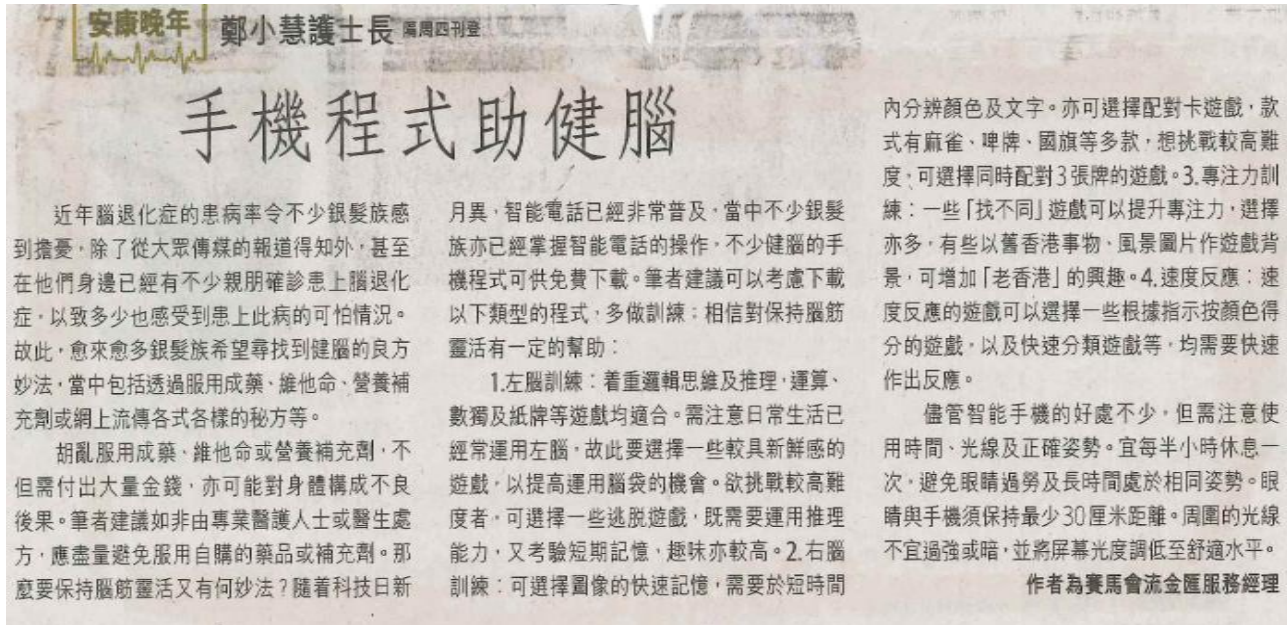 安康晚年
鄭小慧護士長 隔周四刊登
手機程式助健腦
近年腦退化症的患病率令不少銀髮族感
到擔憂，除了從大眾傳媒的報道得知外，甚至
在他們身邊已經有不少親朋確診患上腦退化
症，以致多少也感受到患上此病的可怕情況。
故此，愈來愈多銀髮族希望尋找到健腦的良方
妙法，當中包括透過服用成藥、維他命、營養補
充劑或網上流傳各式各樣的秘方等。
胡亂服用成藥、維他命或營養補充劑，不
但需付出大量金錢，亦可能對身體構成不良
後果。筆者建議如非由專業醫護人士或醫生處
方，應盡量避免服用自購的藥品或補充劑。那
麼要保持腦筋靈活又有何妙法？隨着科技日新
月異，智能電話已經非常普及，當中不少銀髮
族亦已經掌握智能電話的操作，不少健腦的手
機程式可供免費下載。筆者建議可以考慮下載
以下類型的程式，多做訓練；相信對保持腦筋
靈活有一定的幫助：
1.左腦訓練：着重邏輯思維及推理，運算、
數獨及紙牌等遊戲均適合。需注意日常生活已
經常運用左腦，故此要選擇一些較具新鮮感的
遊戲，以提高運用腦袋的機會。欲挑戰較高難
度者，可選擇一些逃脱遊戲，既需要運用推理
能力，又考驗短期記憶，趣味亦較高。2.右腦
訓練：可選擇圖像的快速記憶，需要於短時間
內分辨顏色及文字。亦可選擇配對卡遊戲，款
式有麻雀、啤牌、國旗等多款，想挑戰較高難
度，可選擇同時配對3張牌的遊戲。3.專注力訓
練：一些「找不同」遊戲可以提升專注力，選擇
亦多，有些以舊香港事物、風景圖片作遊戲背
景，可增加「老香港」的興趣。4.速度反應：速
度反應的遊戲可以選擇一些根據指示按顏色得
分的遊戲，以及快速分類遊戲等，均需要快速
作出反應。
儘管智能手機的好處不少，但需注意使
用時間、光線及正確姿勢。宜每半小時休息一
次，避免眼睛過勞及長時間處於相同姿勢。眼
睛與手機須保持最少30厘米距離。周圍的光線
不宜過強或暗，並將屏幕光度調低至舒適水平。
作者為賽馬會流金匯服務經理